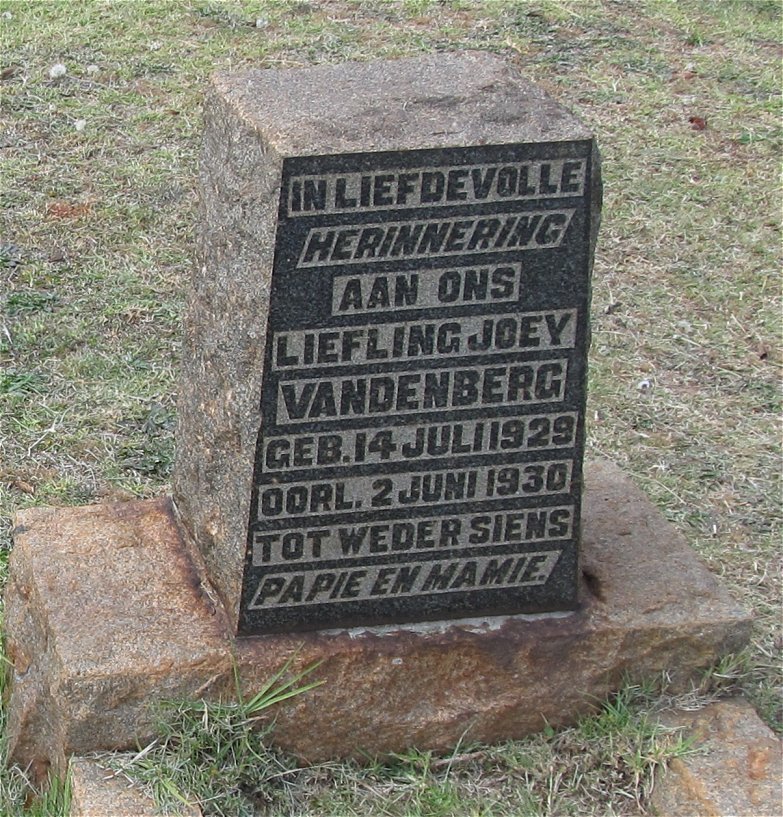 IN LIEFDEVOLLE
HERINNERING
AAN ONS
LIEFLING JOEY
VANDENBERG
GEB. 14 JULI 1929
OORL. 2 JUNI 1930
TOT WEDER SIENS
PAPIE EN MAMIE.